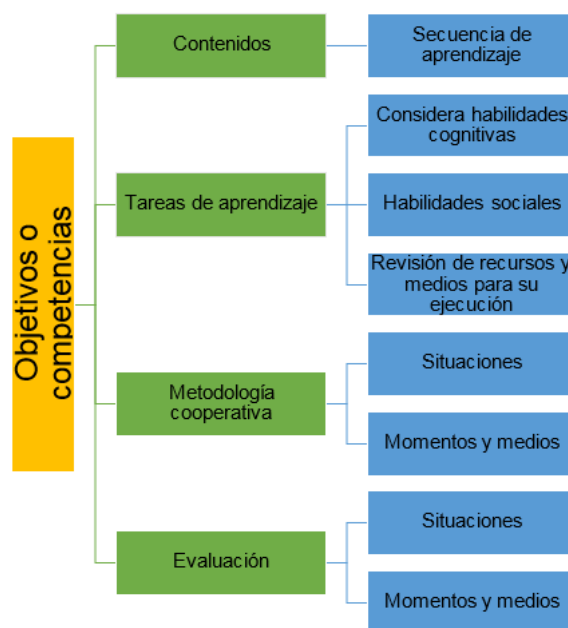 Objetivos o
competencias
Contenidos
Secuencia de
aprendizaje
Tareas de aprendizaje
Considera habilidades
cognitivas
Habilidades sociales
Revisión de recursos y
medios para su
ejecución
Metodología
cooperativa
Situaciones
Momentos y medios
Evaluación
Situaciones
Momentos y medios